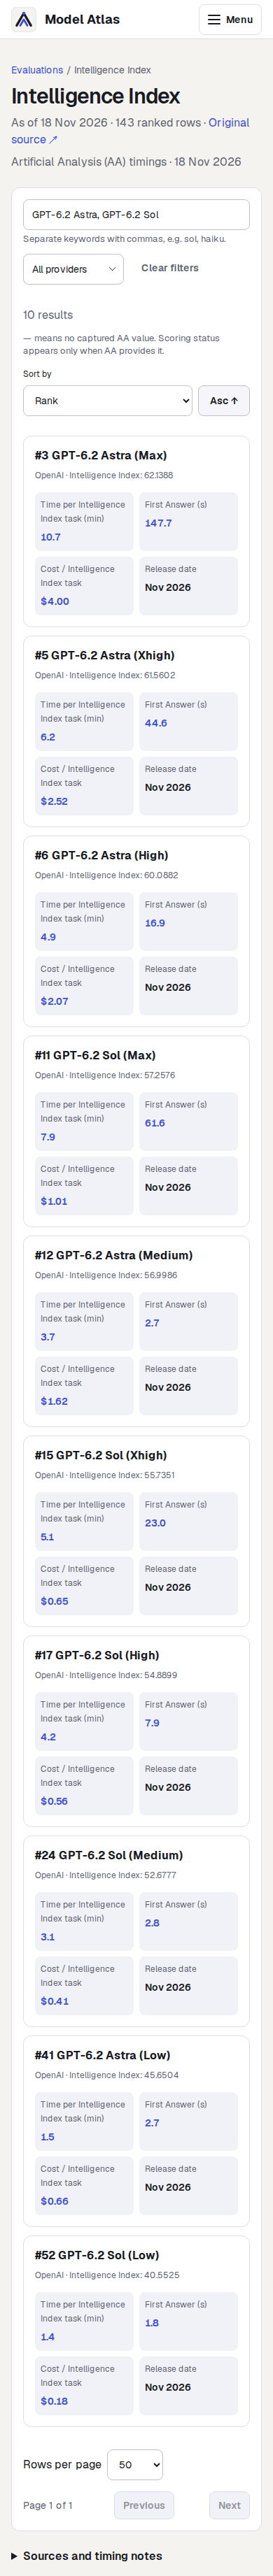 Model Atlas
Menu
Evaluations / Intelligence Index
Intelligence Index
As of 18 Nov 2026 · 143 ranked rows · Original
source ↗
Artificial Analysis (AA) timings · 18 Nov 2026
GPT-6.2 Astra, GPT-6.2 Sol
Separate keywords with commas, e.g. sol, haiku.
All providers
Clear filters
10 results
— means no captured AA value. Scoring status
appears only when AA provides it.
Sort by
Rank
Asc ↑
#3 GPT-6.2 Astra (Max)
OpenAI · Intelligence Index: 62.1388
Time per Intelligence
Index task (min)
10.7
First Answer (s)
147.7
Cost / Intelligence
Index task
$4.00
Release date
Nov 2026
#5 GPT-6.2 Astra (Xhigh)
OpenAI · Intelligence Index: 61.5602
Time per Intelligence
Index task (min)
6.2
First Answer (s)
44.6
Cost / Intelligence
Index task
$2.52
Release date
Nov 2026
#6 GPT-6.2 Astra (High)
OpenAI · Intelligence Index: 60.0882
Time per Intelligence
Index task (min)
4.9
First Answer (s)
16.9
Cost / Intelligence
Index task
$2.07
Release date
Nov 2026
#11 GPT-6.2 Sol (Max)
OpenAI · Intelligence Index: 57.2576
Time per Intelligence
Index task (min)
7.9
First Answer (s)
61.6
Cost / Intelligence
Index task
$1.01
Release date
Nov 2026
#12 GPT-6.2 Astra (Medium)
OpenAI · Intelligence Index: 56.9986
Time per Intelligence
Index task (min)
3.7
First Answer (s)
2.7
Cost / Intelligence
Index task
$1.62
Release date
Nov 2026
#15 GPT-6.2 Sol (Xhigh)
OpenAI · Intelligence Index: 55.7351
Time per Intelligence
Index task (min)
5.1
First Answer (s)
23.0
Cost / Intelligence
Index task
$0.65
Release date
Nov 2026
#17 GPT-6.2 Sol (High)
OpenAI · Intelligence Index: 54.8899
Time per Intelligence
Index task (min)
4.2
First Answer (s)
7.9
Cost / Intelligence
Index task
$0.56
Release date
Nov 2026
#24 GPT-6.2 Sol (Medium)
OpenAI · Intelligence Index: 52.6777
Time per Intelligence
Index task (min)
3.1
First Answer (s)
2.8
Cost / Intelligence
Index task
$0.41
Release date
Nov 2026
#41 GPT-6.2 Astra (Low)
OpenAI · Intelligence Index: 45.6504
Time per Intelligence
Index task (min)
1.5
First Answer (s)
2.7
Cost / Intelligence
Index task
$0.66
Release date
Nov 2026
#52 GPT-6.2 Sol (Low)
OpenAI · Intelligence Index: 40.5525
Time per Intelligence
Index task (min)
1.4
First Answer (s)
1.8
Cost / Intelligence
Index task
$0.18
Release date
Nov 2026
Rows per page
50
Page 1 of 1
Previous
Next
Sources and timing notes